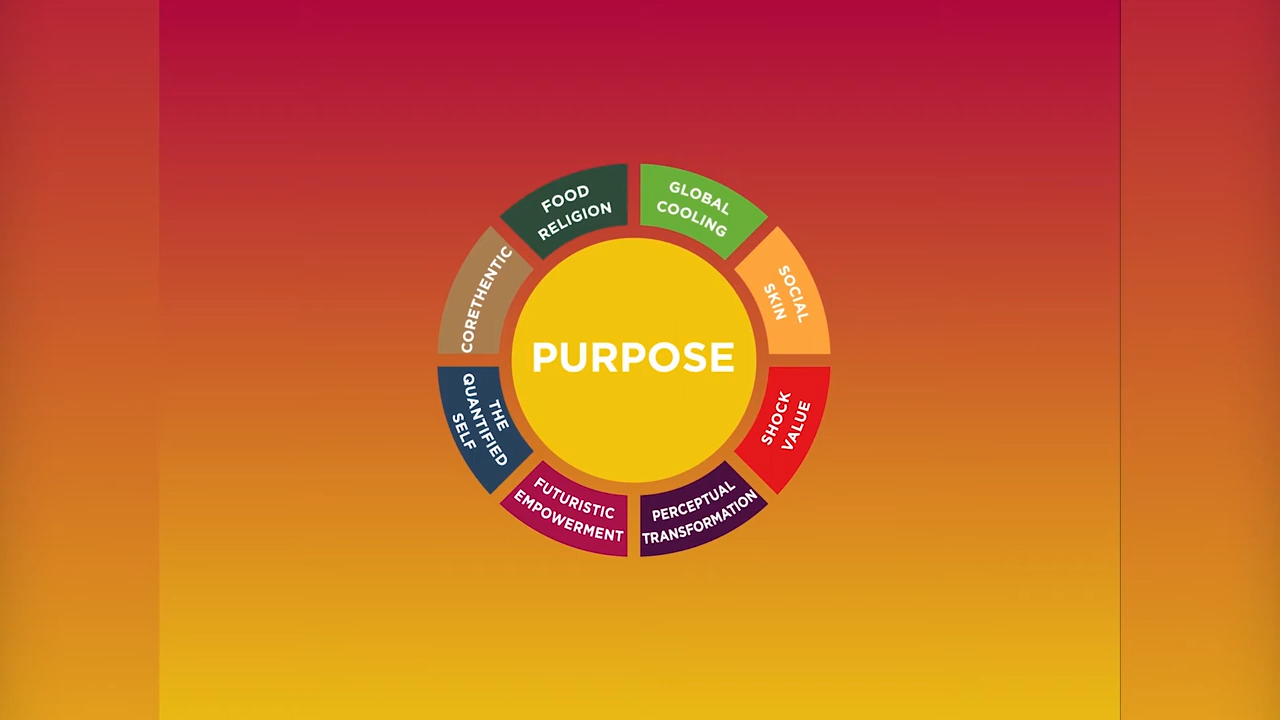 FOOD
RELIGION
GLOBAL
COOLING
SOCIAL
SKIN
SHOCK
VALUE
PERCEPTUAL
TRANSFORMATION
FUTURISTIC
EMPOWERMENT
THE
QUANTIFIED
SELF
CORETHENTIC
PURPOSE